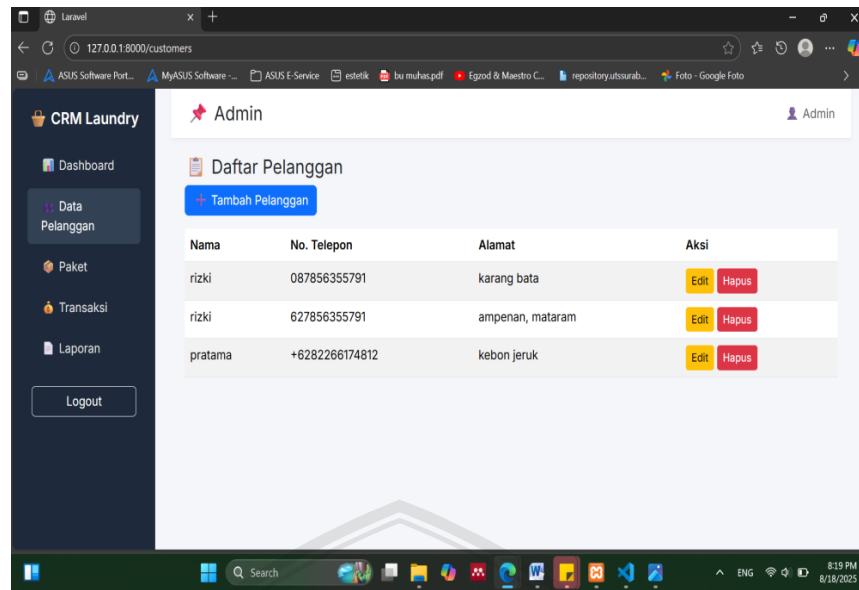 Laravel
127.0.0.1:8000/customers
ASUS Software Port... MyASUS Software -... ASUS E-Service estetik bu muhas.pdf Egzod & Maestro C... repository.utssurab... Foto - Google Foto
CRM Laundry
Admin
Admin
Dashboard
Data Pelanggan
Paket
Transaksi
Laporan
Logout
Daftar Pelanggan
+ Tambah Pelanggan
Nama No. Telepon Alamat Aksi
rizki 087856355791 karang bata Edit Hapus
rizki 627856355791 ampenan, mataram Edit Hapus
pratama +6282266174812 kebon jeruk Edit Hapus
Search
ENG
8:19 PM
8/18/2025